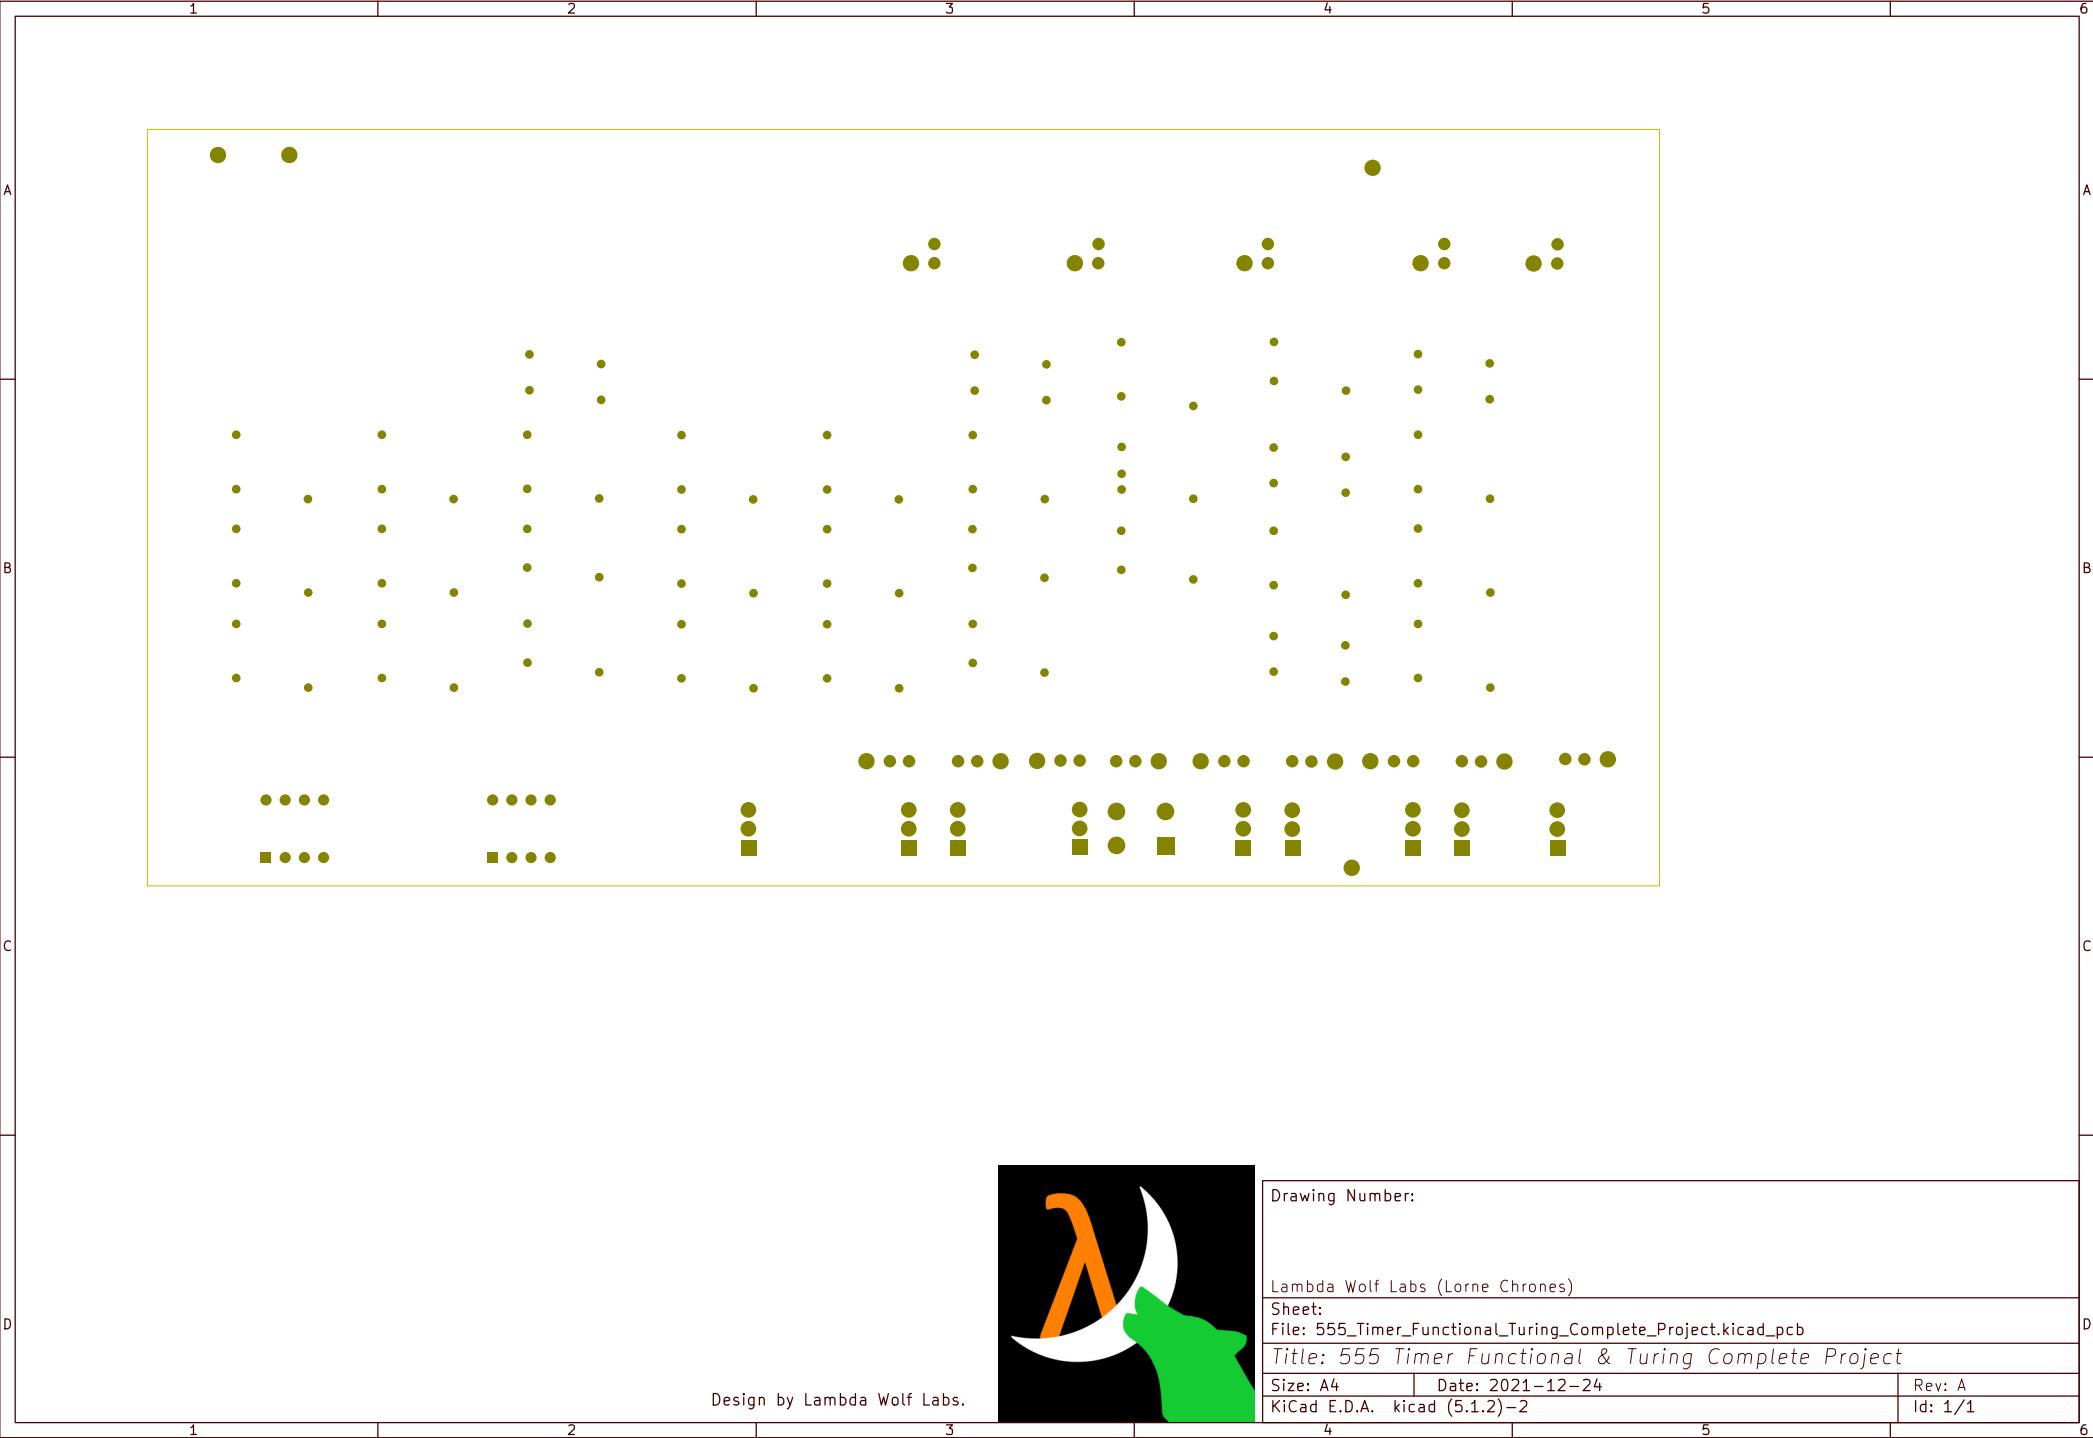 1 2 3 4 5 6
A A
B B
C C
λ
Drawing Number:
Lambda Wolf Labs (Lorne Chrones)
Sheet:
D D
File: 555_Timer_Functional_Turing_Complete_Project.kicad_pcb
Title: 555 Timer Functional & Turing Complete Project
Size: A4 Date: 2021-12-24 Rev: A
Design by Lambda Wolf Labs.
KiCad E.D.A. kicad (5.1.2)-2 Id: 1/1
1 2 3 4 5 6